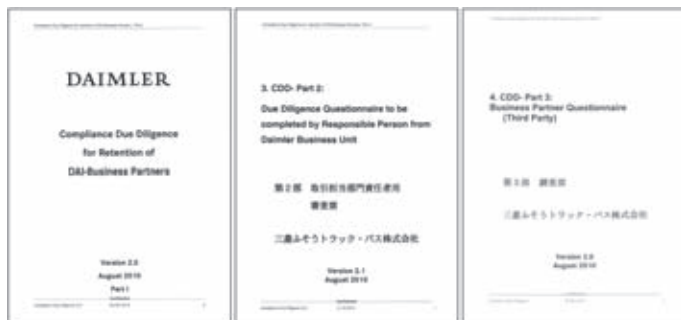 DAIMLER
Compliance Due Diligence
for Retention of
DAI-Business Partners
Version 2.0
August 2010
Part I
3. CDD- Part 2:
Due Diligence Questionnaire to be
completed by Responsible Person from
Daimler Business Unit
第2部 取引担当部門責任者用
調査票
三菱ふそうトラック・バス株式会社
Version 2.1
August 2010
4. CDD- Part 3:
Business Partner Questionnaire
(Third Party)
第3部 調査票
三菱ふそうトラック・バス株式会社
Version 2.0
August 2010